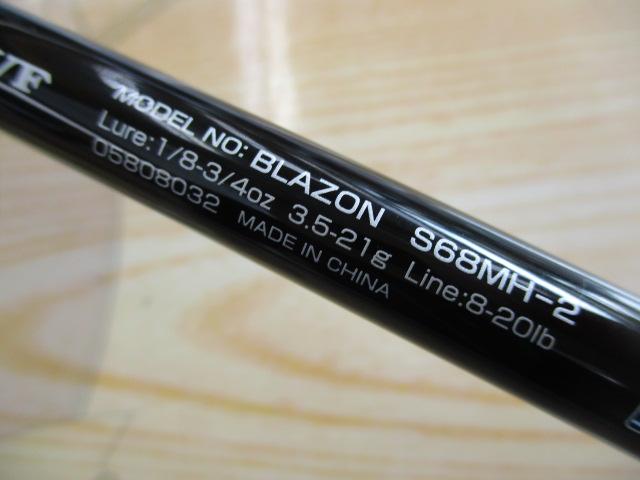 MODEL NO: BLAZON S68MH-2
Lure:1/8-3/4oz 3.5-21g Line:8-20lb
05808032 MADE IN CHINA